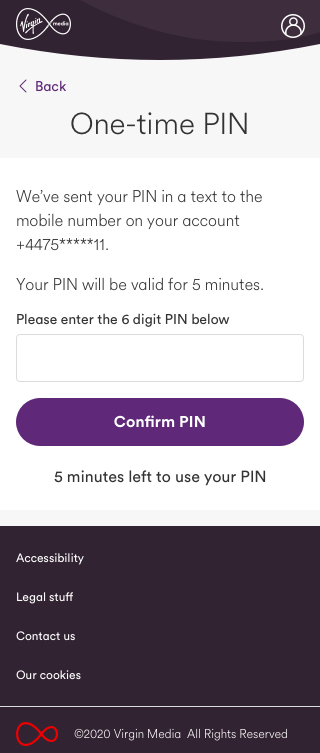 Virgin media
Back
One-time PIN
We've sent your PIN in a text to the
mobile number on your account
+4475*****11.
Your PIN will be valid for 5 minutes.
Please enter the 6 digit PIN below
Confirm PIN
5 minutes left to use your PIN
Accessibility
Legal stuff
Contact us
Our cookies
©2020 Virgin Media  All Rights Reserved